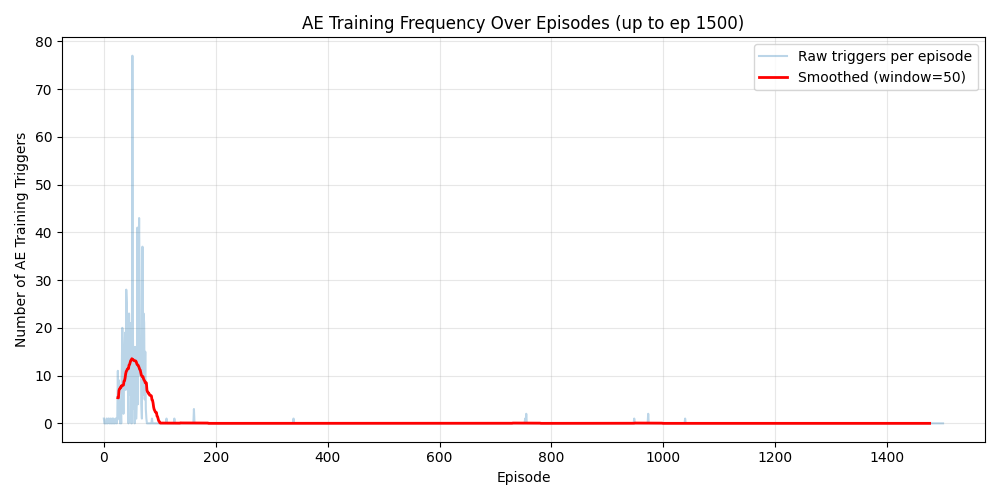 AE Training Frequency Over Episodes (up to ep 1500)
Raw triggers per episode
Smoothed (window=50)
Number of AE Training Triggers
80
70
60
50
40
30
20
10
0
0 200 400 600 800 1000 1200 1400
Episode